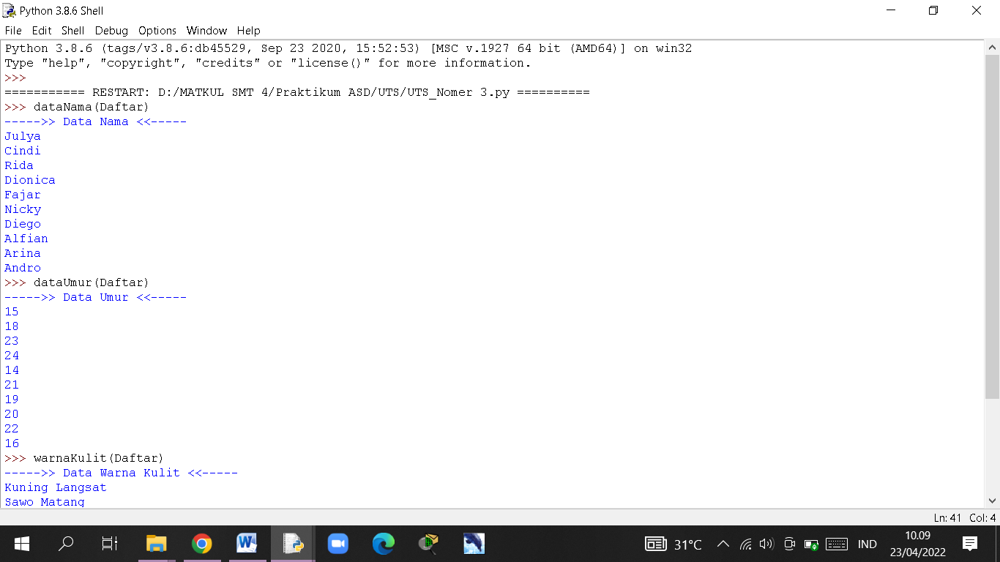 Python 3.8.6 Shell
File Edit Shell Debug Options Window Help
Python 3.8.6 (tags/v3.8.6:db45529, Sep 23 2020, 15:52:53) [MSC v.1927 64 bit (AMD64)] on win32
Type "help", "copyright", "credits" or "license()" for more information.
>>>
=========== RESTART: D:/MATKUL SMT 4/Praktikum ASD/UTS/UTS_Nomer 3.py ==========
>>> dataNama(Daftar)
----->> Data Nama <<-----
Julya
Cindi
Rida
Dionica
Fajar
Nicky
Diego
Alfian
Arina
Andro
>>> dataUmur(Daftar)
----->> Data Umur <<-----
15
18
23
24
14
21
19
20
22
16
>>> warnaKulit(Daftar)
----->> Data Warna Kulit <<-----
Kuning Langsat
Sawo Matang
Ln: 41 Col: 4
31°C
IND
10.09
23/04/2022